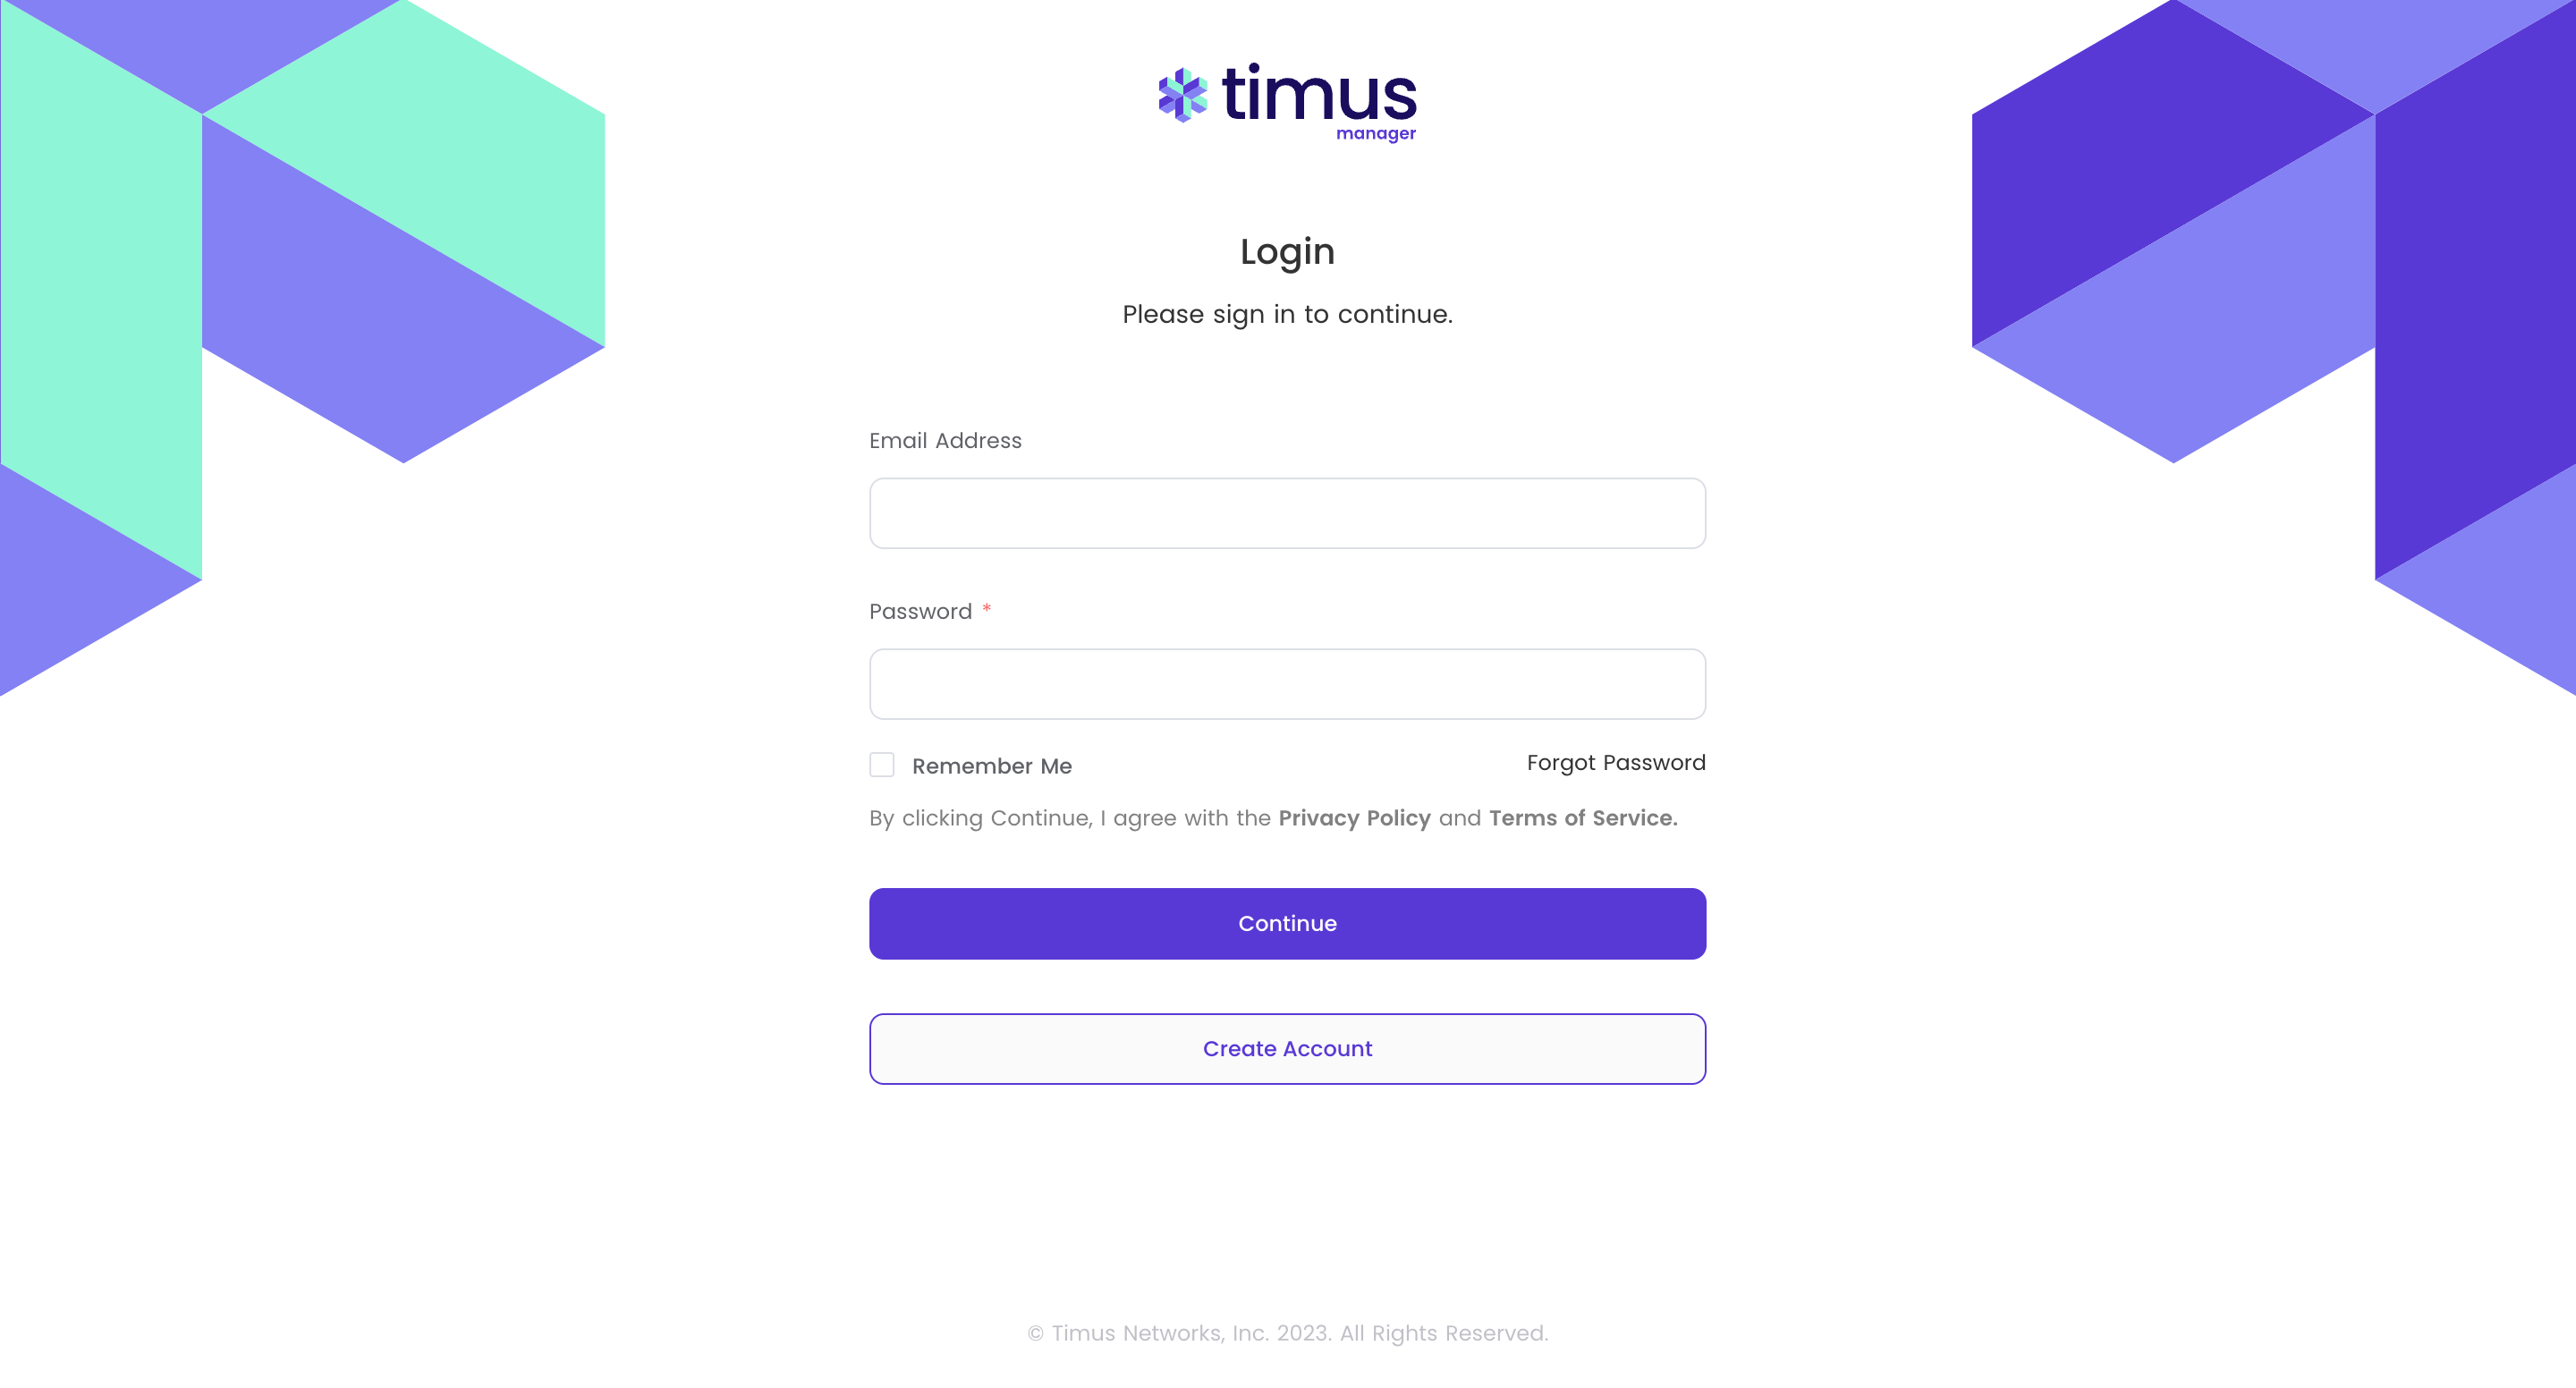 timus
manager
Login
Please sign in to continue.
Email Address
Password *
Remember Me
Forgot Password
By clicking Continue, I agree with the Privacy Policy and Terms of Service.
Continue
Create Account
© Timus Networks, Inc. 2023. All Rights Reserved.